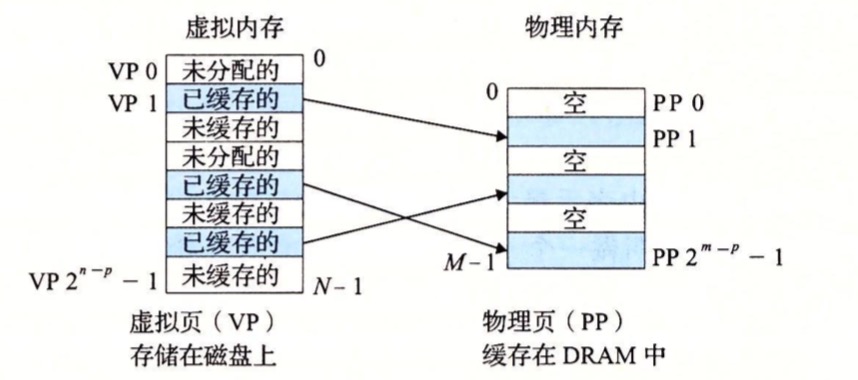 虚拟内存
物理内存
VP 0 未分配的 0
VP 1 已缓存的
未缓存的
未分配的
已缓存的
未缓存的
已缓存的
VP 2ⁿ⁻ᵖ − 1 未缓存的 N−1
0 空 PP 0
PP 1
空
空
M−1 PP 2ᵐ⁻ᵖ − 1
虚拟页（VP）
存储在磁盘上
物理页（PP）
缓存在 DRAM 中